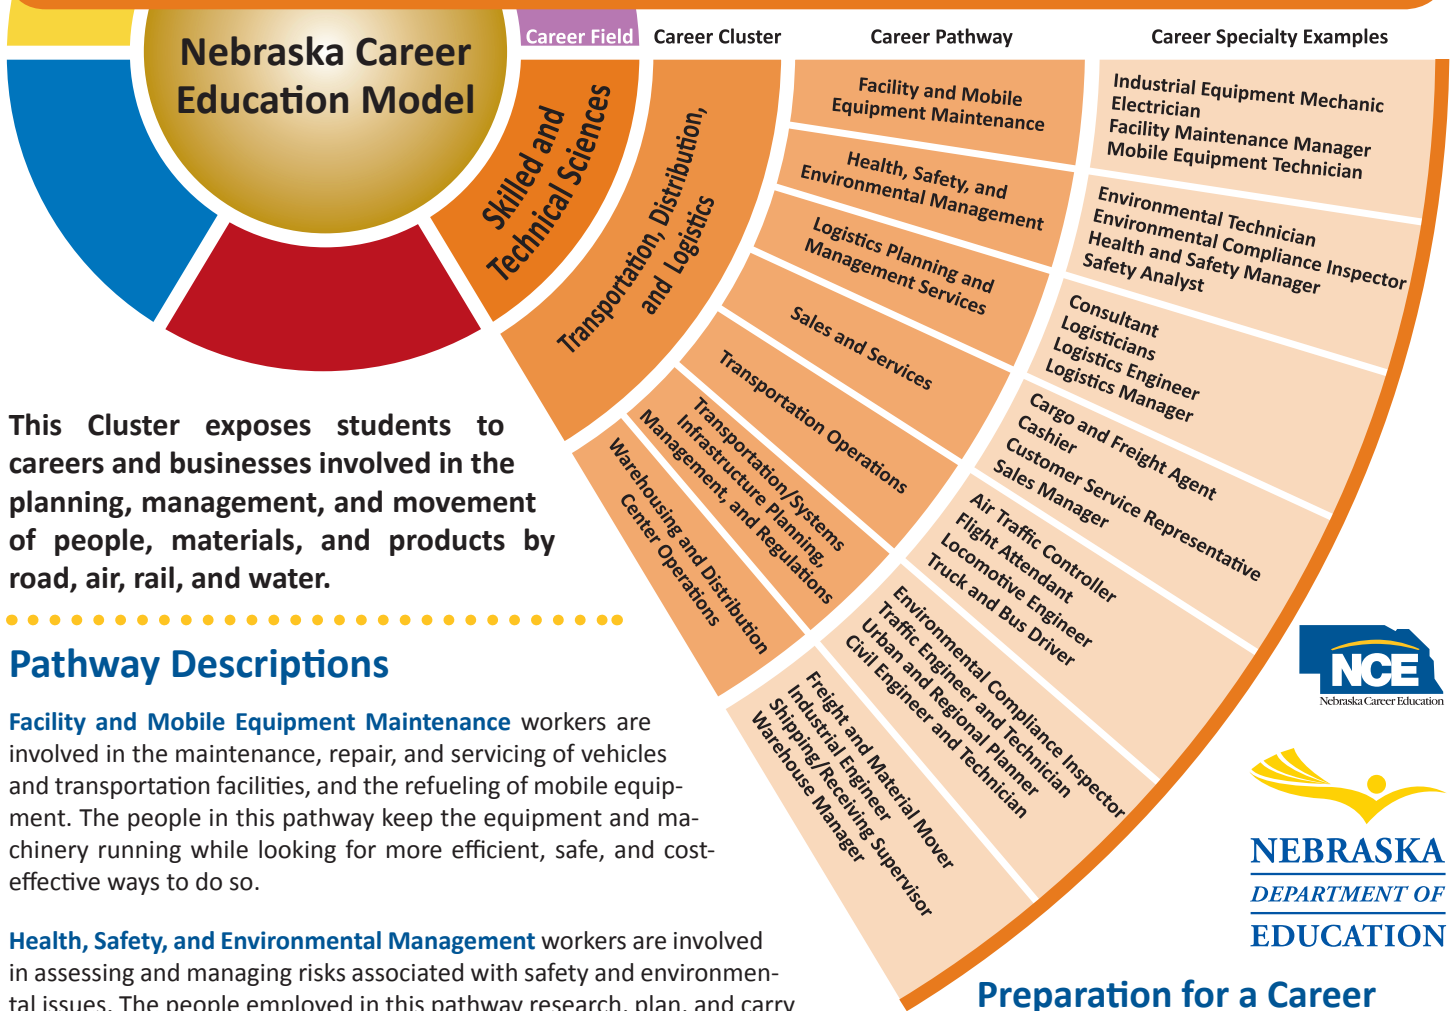 Nebraska Career
Education Model
Career Field
Career Cluster
Career Pathway
Career Specialty Examples
Skilled and
Technical Sciences
Transportation, Distribution,
and Logistics
Facility and Mobile
Equipment Maintenance
Industrial Equipment Mechanic
Electrician
Facility Maintenance Manager
Mobile Equipment Technician
Health, Safety, and
Environmental Management
Environmental Technician
Environmental Compliance Inspector
Health and Safety Manager
Safety Analyst
Logistics Planning and
Management Services
Consultant
Logisticians
Logistics Engineer
Logistics Manager
Sales and Services
Cargo and Freight Agent
Cashier
Customer Service Representative
Sales Manager
Transportation Operations
Air Traffic Controller
Flight Attendant
Locomotive Engineer
Truck and Bus Driver
Transportation/Systems
Infrastructure Planning,
Management, and Regulations
Environmental Compliance Inspector
Traffic Engineer and Technician
Urban and Regional Planner
Civil Engineer and Technician
Warehousing and Distribution
Center Operations
Freight and Material Mover
Industrial Engineer
Shipping/Receiving Supervisor
Warehouse Manager
This Cluster exposes students to
careers and businesses involved in the
planning, management, and movement
of people, materials, and products by
road, air, rail, and water.
Pathway Descriptions
Facility and Mobile Equipment Maintenance workers are
involved in the maintenance, repair, and servicing of vehicles
and transportation facilities, and the refueling of mobile equip-
ment. The people in this pathway keep the equipment and ma-
chinery running while looking for more efficient, safe, and cost-
effective ways to do so.
Health, Safety, and Environmental Management workers are involved
in assessing and managing risks associated with safety and environmen-
tal issues. The people employed in this pathway research, plan, and carry
NCE
Nebraska Career Education
NEBRASKA
DEPARTMENT OF
EDUCATION
Preparation for a Career